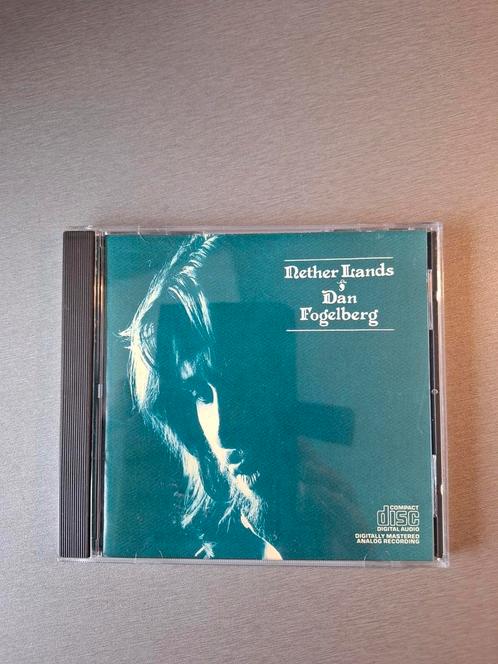 Nether Lands
Dan
Fogelberg
COMPACT
disc
DIGITAL AUDIO
DIGITALLY MASTERED
ANALOG RECORDING